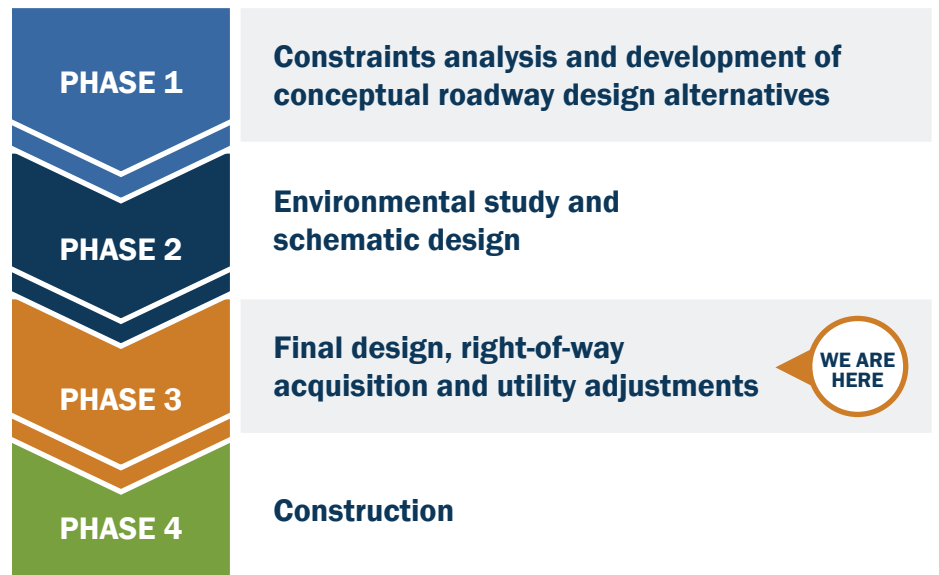 PHASE 1
Constraints analysis and development of
conceptual roadway design alternatives
PHASE 2
Environmental study and
schematic design
PHASE 3
Final design, right-of-way
acquisition and utility adjustments
WE ARE
HERE
PHASE 4
Construction